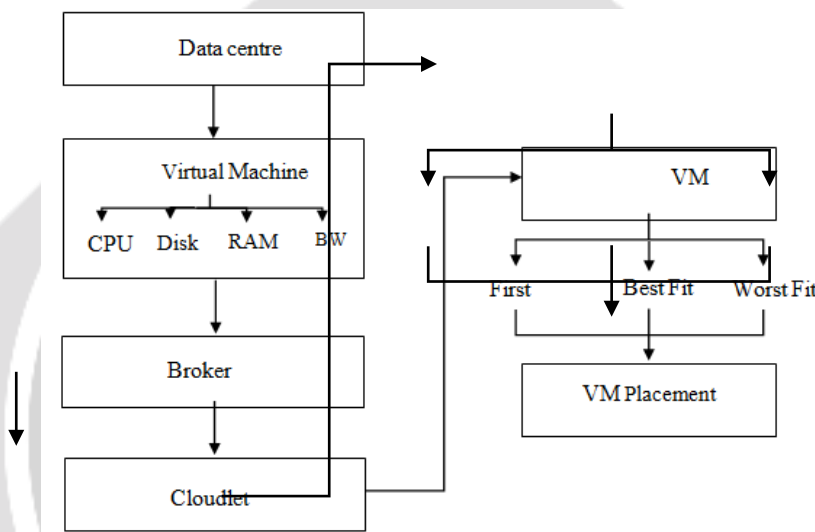 Data centre
Virtual Machine
CPU Disk RAM BW
Broker
Cloudlet
VM
First Best Fit Worst Fit
VM Placement